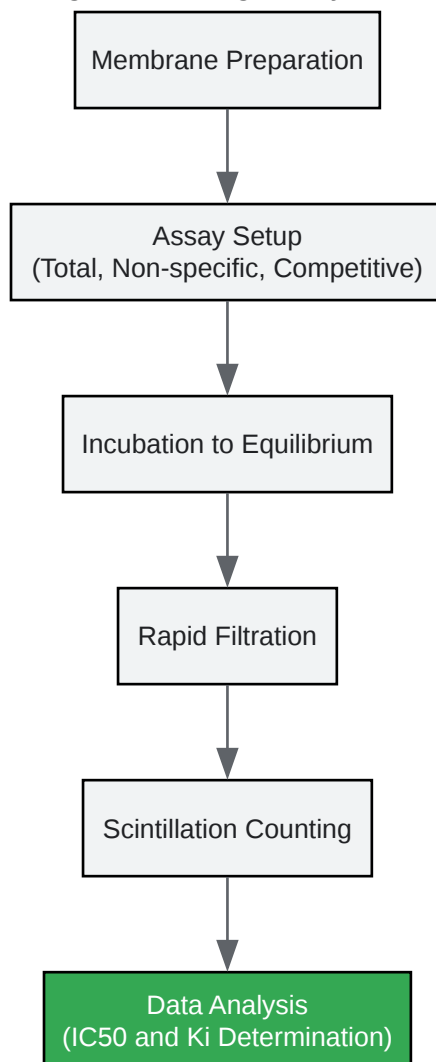 Membrane Preparation
Assay Setup
(Total, Non-specific, Competitive)
Incubation to Equilibrium
Rapid Filtration
Scintillation Counting
Data Analysis
(IC50 and Ki Determination)